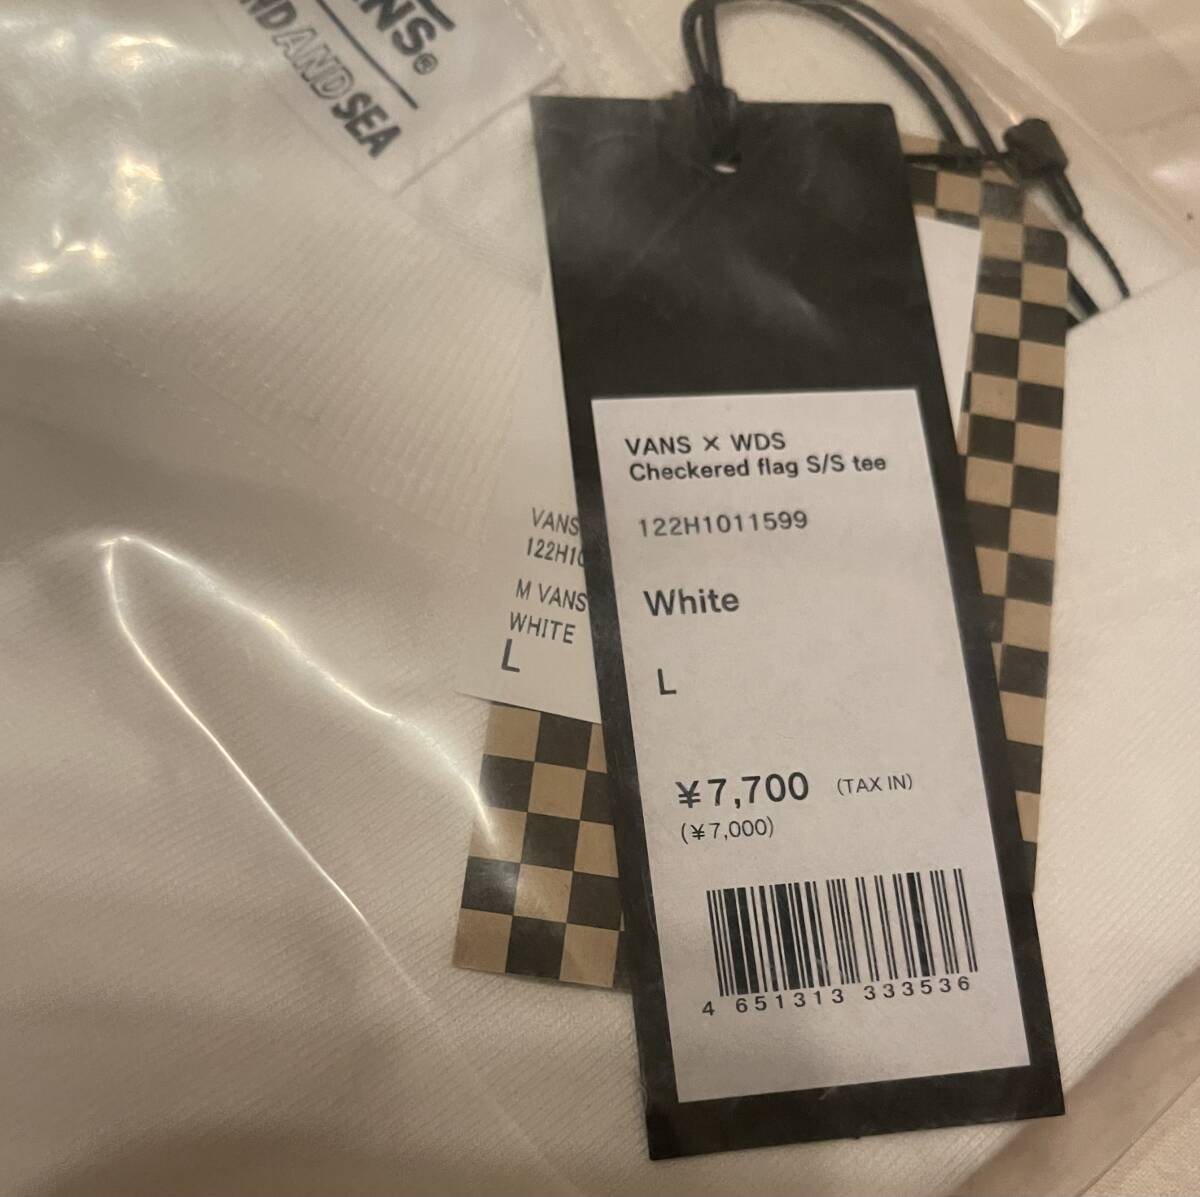 ANS®
ND AND SEA
VANS × WDS
Checkered flag S/S tee
122H1011599
White
L
¥7,700 (TAX IN)
(¥7,000)
4 651313 333536
VANS
122H10
M VANS
WHITE
L